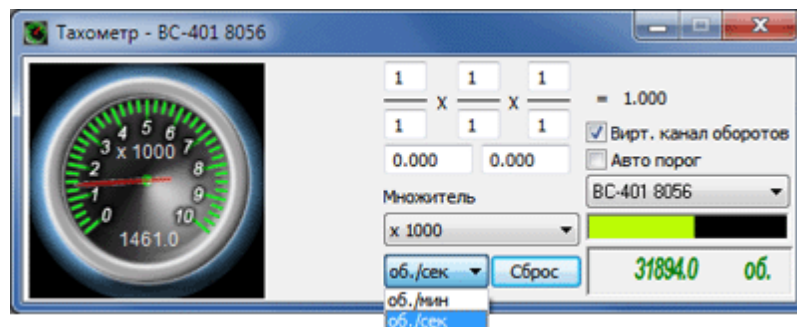 Тахометр - ВС-401 8056
0 1 2 3 4 5 6 7 8 9 10
x 1000
1461.0
1 1 1
X X = 1.000
1 1 1
0.000 0.000
Множитель
x 1000
об./сек Сброс
об./мин
об./сек
Вирт. канал оборотов
Авто порог
ВС-401 8056
31894.0 об.